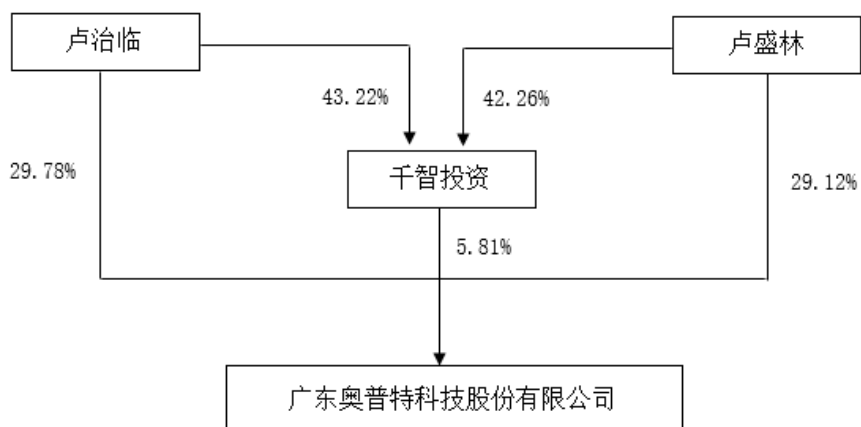 卢治临
卢盛林
43.22%
42.26%
千智投资
29.78%
29.12%
5.81%
广东奥普特科技股份有限公司